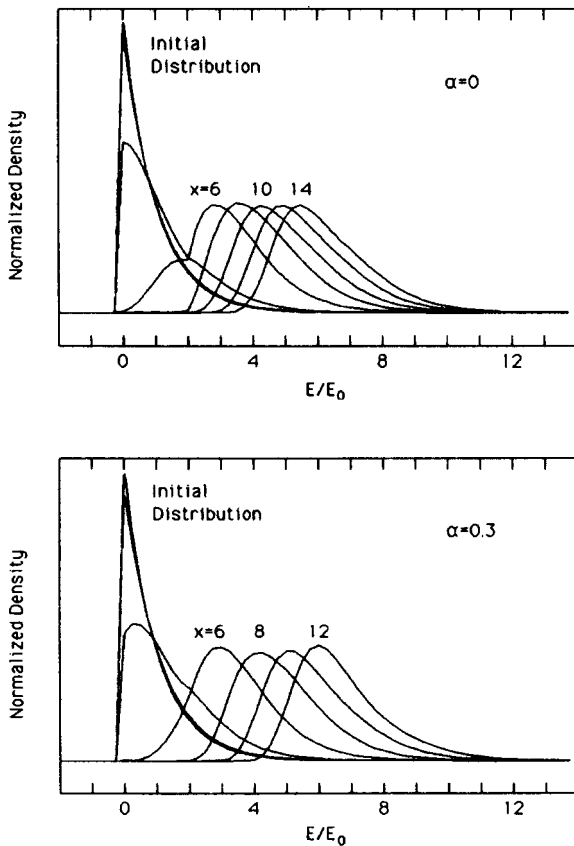 Initial
Distribution
α=0
x=6 10 14
Normalized Density
0 4 8 12
E/E₀
Initial
Distribution
α=0.3
x=6 8 12
Normalized Density
0 4 8 12
E/E₀